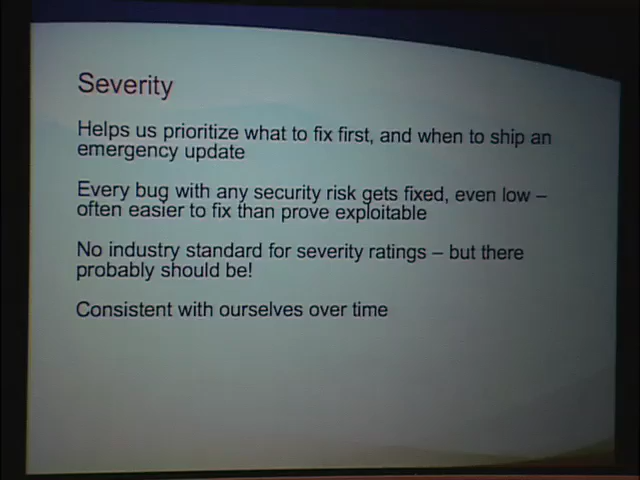 Severity
Helps us prioritize what to fix first, and when to ship an
emergency update
Every bug with any security risk gets fixed, even low –
often easier to fix than prove exploitable
No industry standard for severity ratings – but there
probably should be!
Consistent with ourselves over time